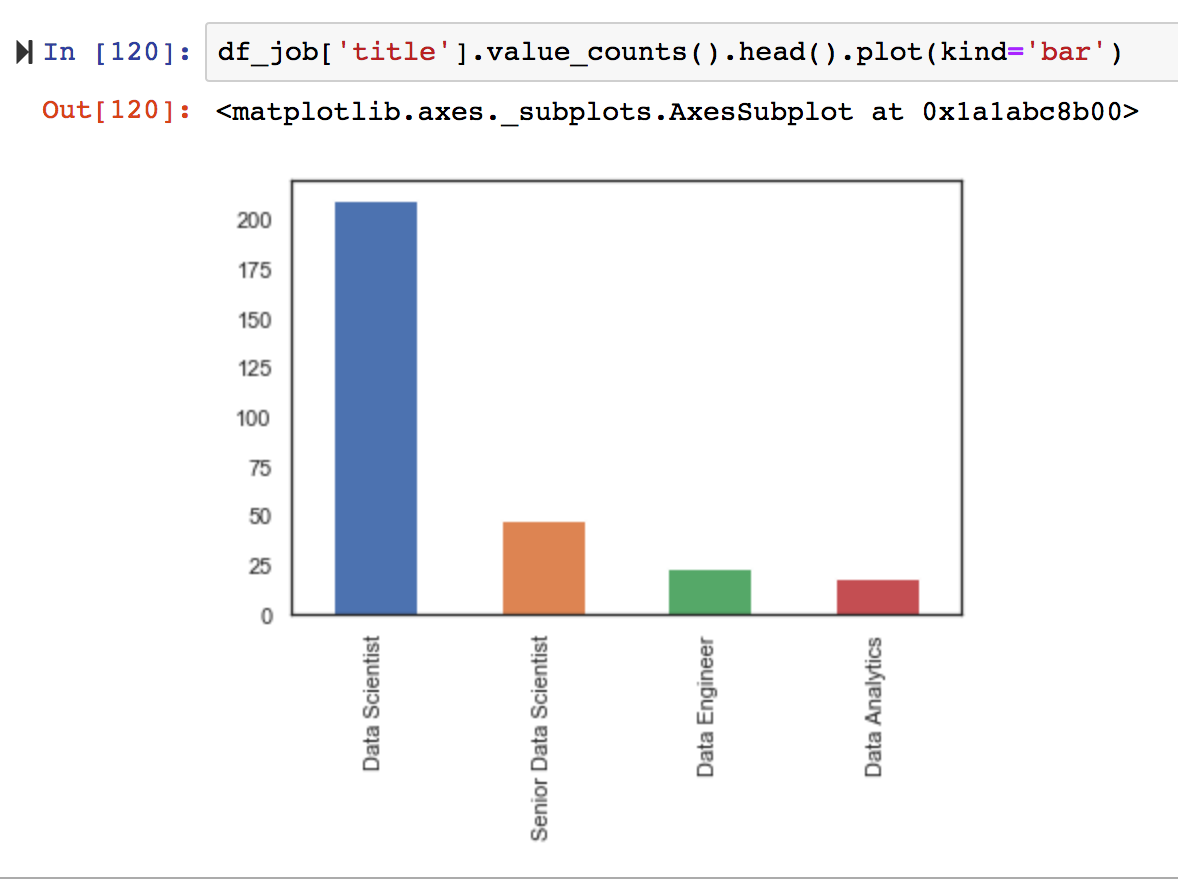 In [120]: df_job['title'].value_counts().head().plot(kind='bar')
Out[120]: <matplotlib.axes._subplots.AxesSubplot at 0x1a1abc8b00>
200
175
150
125
100
75
50
25
0
Data Scientist
Senior Data Scientist
Data Engineer
Data Analytics